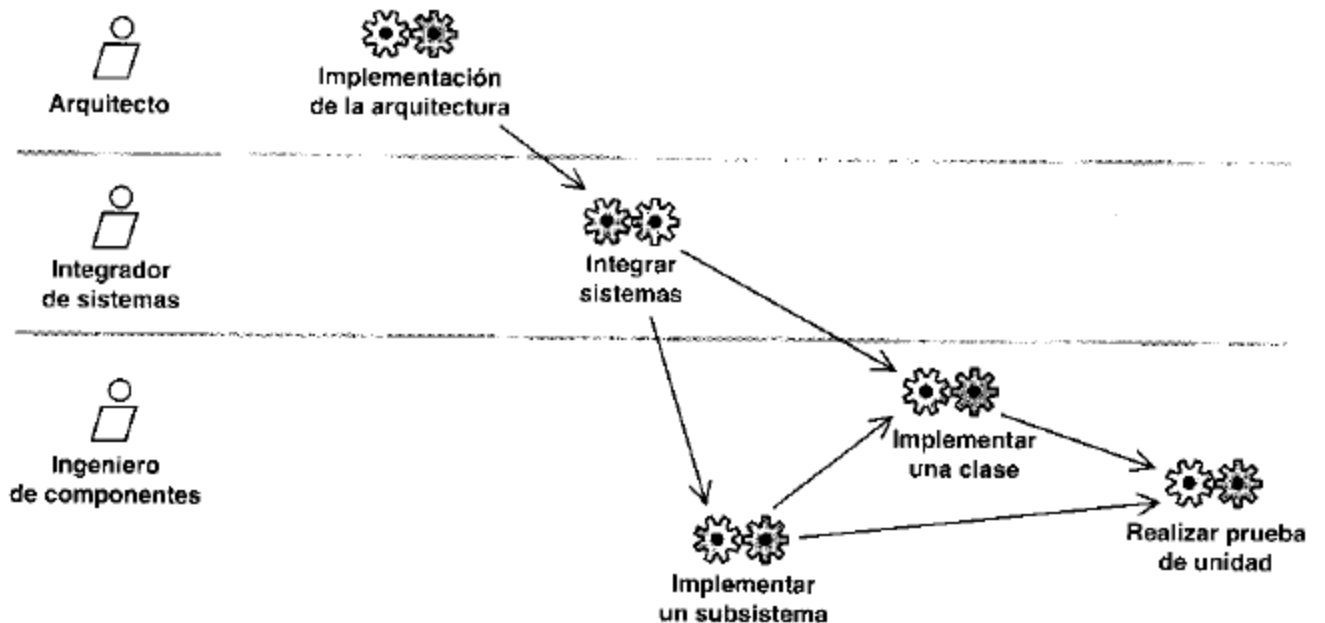 Implementación
de la arquitectura
Arquitecto
Integrador
de sistemas
Integrar
sistemas
Ingeniero
de componentes
Implementar
una clase
Realizar prueba
de unidad
Implementar
un subsistema